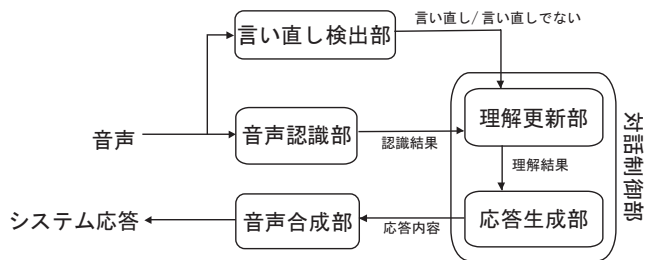 言い直し検出部
言い直し/言い直しでない
音声
音声認識部
認識結果
理解更新部
理解結果
対話制御部
システム応答
音声合成部
応答内容
応答生成部